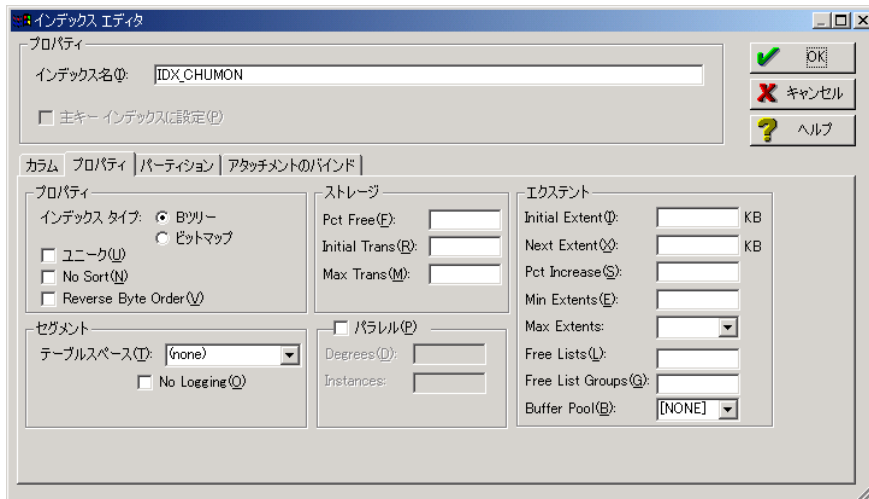 インデックス エディタ
プロパティ
インデックス名(I): IDX_CHUMON
主キー インデックスに設定(P)
OK
キャンセル
ヘルプ
カラム プロパティ パーティション アタッチメントのバインド
プロパティ
インデックス タイプ: Bツリー
ビットマップ
ユニーク(U)
No Sort(N)
Reverse Byte Order(V)
ストレージ
Pct Free(F):
Initial Trans(R):
Max Trans(M):
エクステント
Initial Extent(I): KB
Next Extent(X): KB
Pct Increase(S):
Min Extents(E):
Max Extents:
Free Lists(L):
Free List Groups(G):
Buffer Pool(B): [NONE]
セグメント
テーブルスペース(T): (none)
No Logging(O)
パラレル(P)
Degrees(D):
Instances: